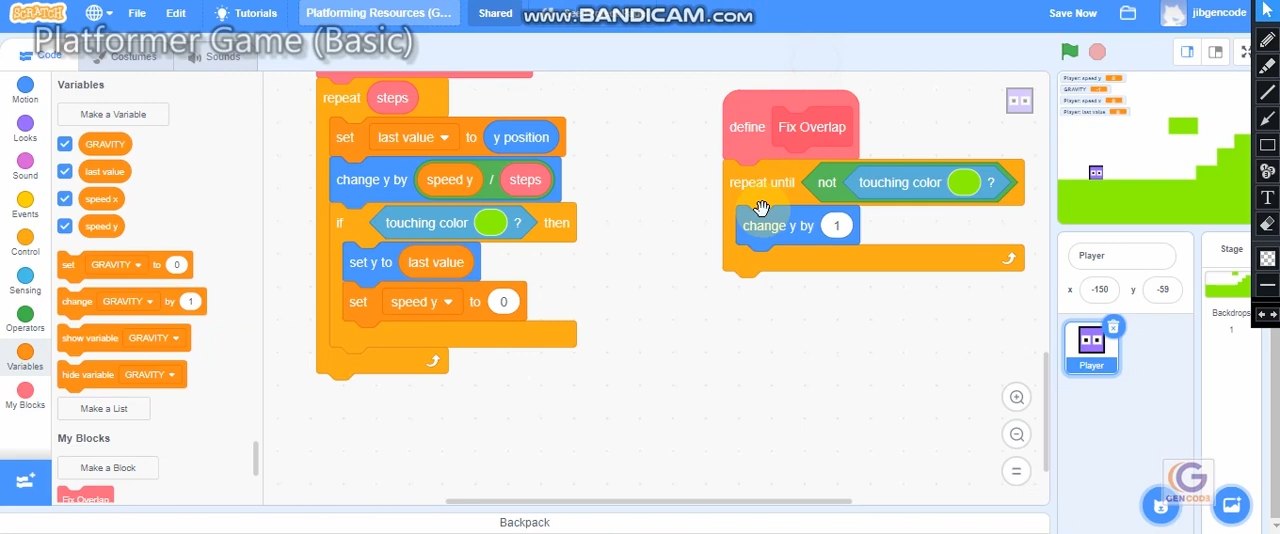 SCRATCH
File
Edit
Tutorials
Platforming Resources (G...
Shared
www.BANDICAM.com
Save Now
jibgencode
Platformer Game (Basic)
Code
Costumes
Sounds
Motion
Looks
Sound
Events
Control
Sensing
Operators
Variables
My Blocks
Variables
Make a Variable
GRAVITY
last value
speed x
speed y
set GRAVITY to 0
change GRAVITY by 1
show variable GRAVITY
hide variable GRAVITY
Make a List
My Blocks
Make a Block
Fix Overlap
repeat steps
set last value to y position
change y by speed y / steps
if touching color ? then
set y to last value
set speed y to 0
define Fix Overlap
repeat until not touching color ?
change y by 1
Player: speed y
GRAVITY
Player: speed x
Player: last value
Player
x -150 y -59
Player
Stage
Backdrops
1
GENCODE
Backpack